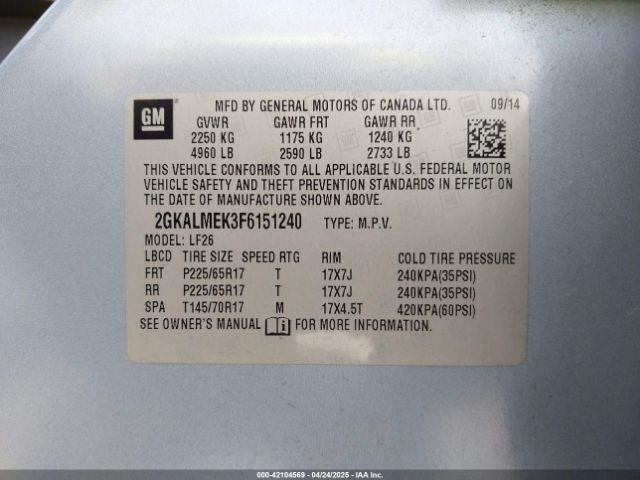 GM
MFD BY GENERAL MOTORS OF CANADA LTD. 09/14
GVWR GAWR FRT GAWR RR
2250 KG 1175 KG 1240 KG
4960 LB 2590 LB 2733 LB
THIS VEHICLE CONFORMS TO ALL APPLICABLE U.S. FEDERAL MOTOR
VEHICLE SAFETY AND THEFT PREVENTION STANDARDS IN EFFECT ON
THE DATE OF MANUFACTURE SHOWN ABOVE.
2GKALMEK3F6151240 TYPE: M.P.V.
MODEL: LF26
LBCD TIRE SIZE SPEED RTG RIM COLD TIRE PRESSURE
FRT P225/65R17 T 17X7J 240KPA(35PSI)
RR P225/65R17 T 17X7J 240KPA(35PSI)
SPA T145/70R17 M 17X4.5T 420KPA(60PSI)
SEE OWNER'S MANUAL FOR MORE INFORMATION.
000-42104569 - 04/24/2025 - IAAI.com